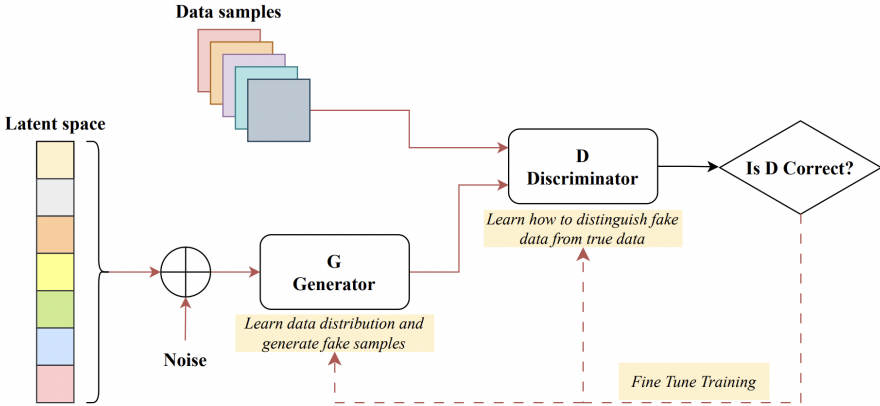 Data samples
Latent space
D
Discriminator
Is D Correct?
Learn how to distinguish fake
data from true data
G
Generator
Learn data distribution and
generate fake samples
Noise
Fine Tune Training